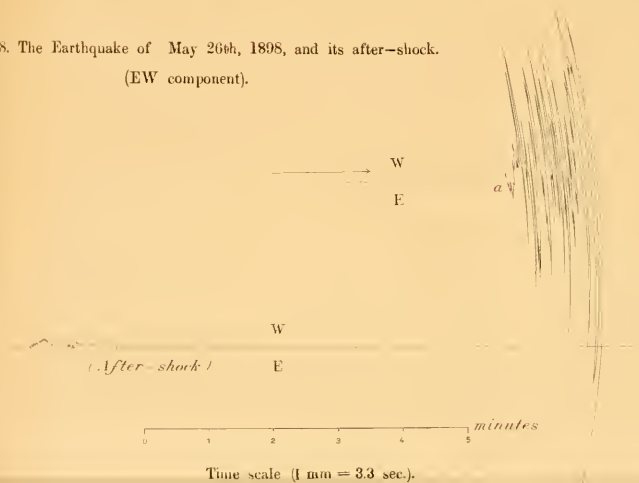 8. The Earthquake of May 26th, 1898, and its after-shock.
(EW component).
W
a
E
W
(After-shock)
E
minutes
0 1 2 3 4 5
Time scale (1 mm = 3.3 sec.).